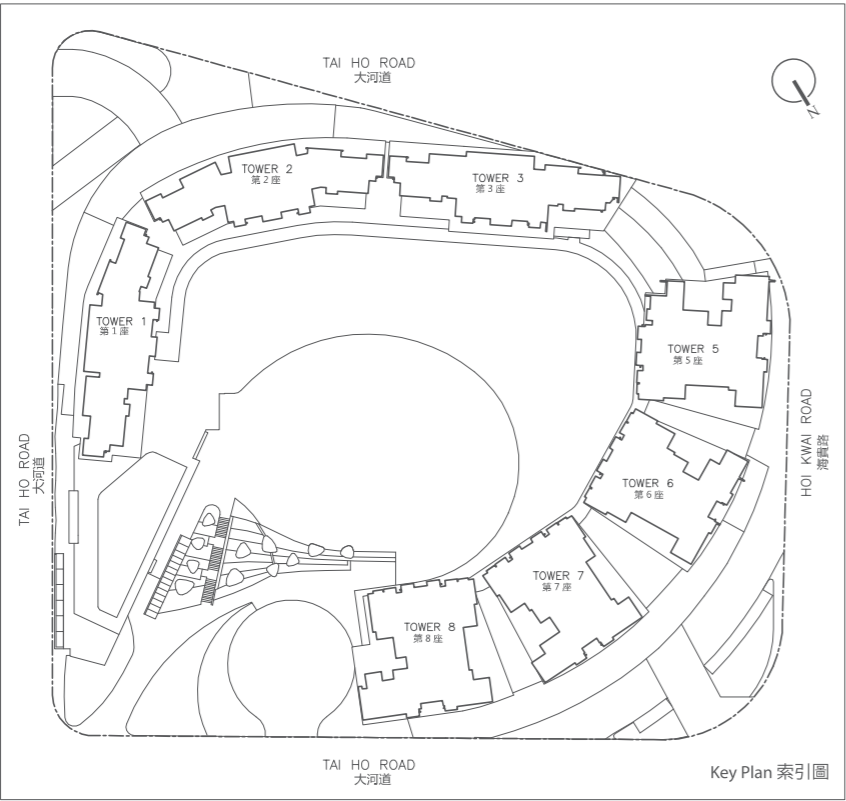 TAI HO ROAD
大河道
N
TOWER 2
第2座
TOWER 3
第3座
TOWER 1
第1座
TOWER 5
第5座
HOI KWAI ROAD
海貴路
TAI HO ROAD
大河道
TOWER 6
第6座
TOWER 7
第7座
TOWER 8
第8座
TAI HO ROAD
大河道
Key Plan 索引圖